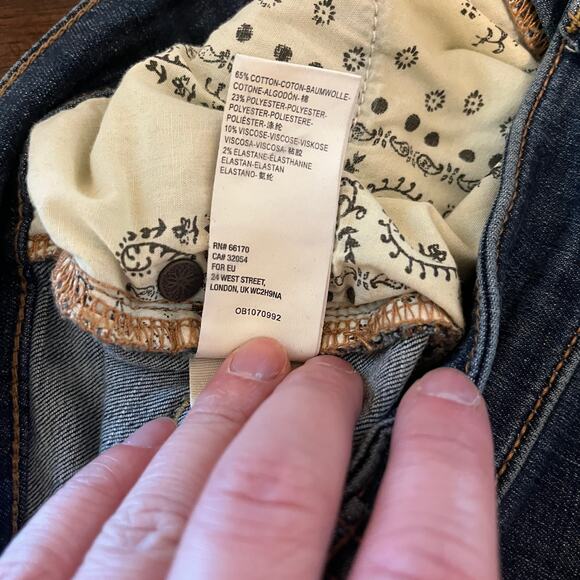 65% COTTON-COTON-BAUMWOLLE-
COTONE-ALGODÓN-棉
23% POLYESTER-POLYESTER-
POLYESTER-POLIESTERE-
POLIÉSTER-涤纶
10% VISCOSE-VISCOSE-VISKOSE
VISCOSA-VISCOSA-粘胶
2% ELASTANE-ÉLASTHANNE
ELASTAN-ELASTAN
ELASTANO-氨纶
RN# 66170
CA# 32054
FOR EU
24 WEST STREET,
LONDON, UK WC2H9NA
OB1070992